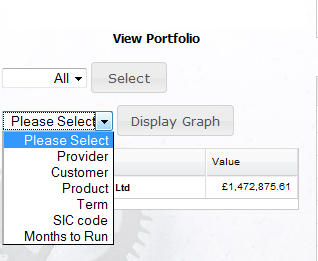 View Portfolio
All Select
Please Select Display Graph
Please Select
Provider
Customer
Product
Term
SIC code
Months to Run
Value
Ltd £1,472,875.61